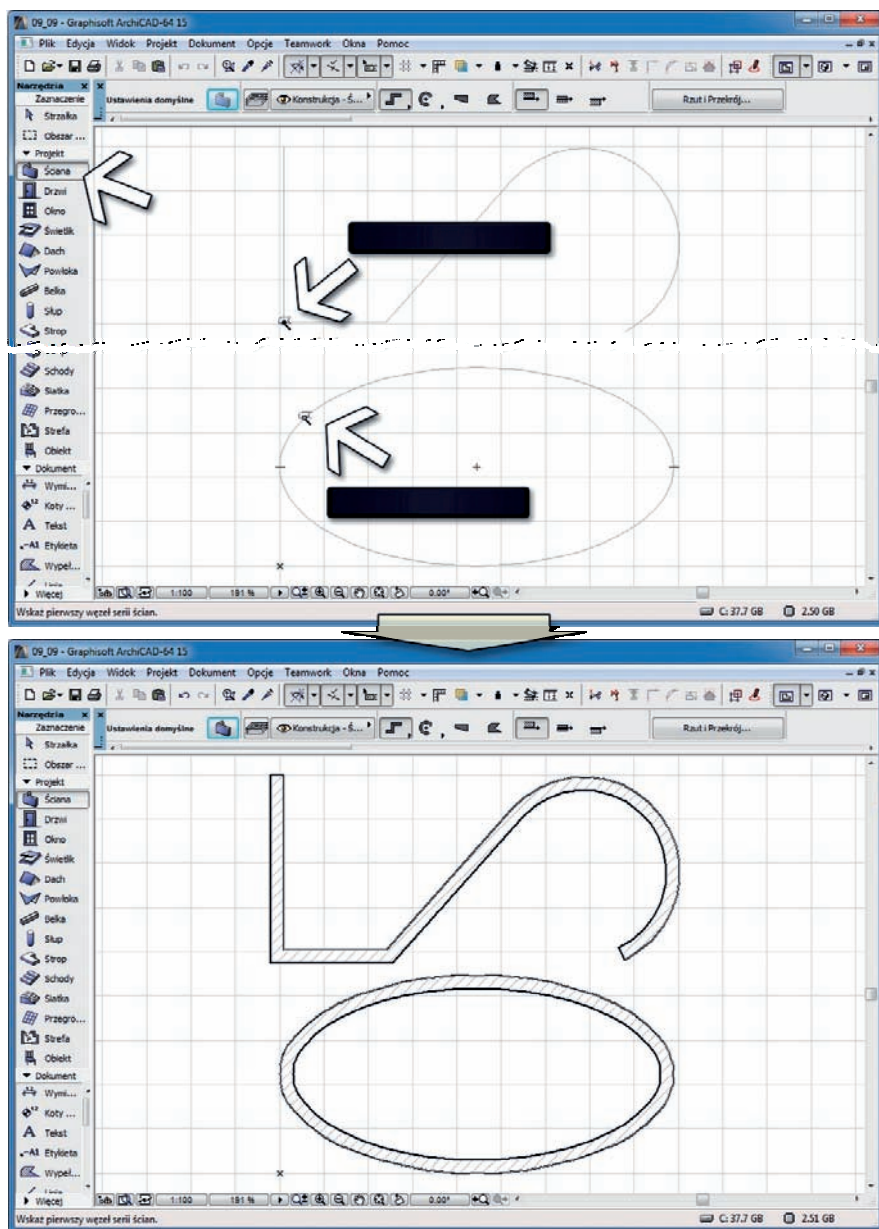 09_09 - Graphisoft ArchiCAD-64 15
Plik Edycja Widok Projekt Dokument Opcje Teamwork Okna Pomoc
Narzędzia
Zaznaczenie
Ustawienia domyślne
Konstrukcja - Ś...
Rzut i Przekrój...
Strzałka
Obszar ...
Projekt
Ściana
Drzwi
Okno
Świetlik
Dach
Powłoka
Belka
Słup
Strop
Schody
Siatka
Przegro...
Strefa
Obiekt
Dokument
Wymi...
Koty ...
A Tekst
A1 Etykieta
Wypeł...
Więcej
1:100
191 %
0.00°
Wskaż pierwszy węzeł serii ścian.
C: 37.7 GB
2.50 GB
09_09 - Graphisoft ArchiCAD-64 15
Plik Edycja Widok Projekt Dokument Opcje Teamwork Okna Pomoc
Narzędzia
Zaznaczenie
Ustawienia domyślne
Konstrukcja - Ś...
Rzut i Przekrój...
Strzałka
Obszar ...
Projekt
Ściana
Drzwi
Okno
Świetlik
Dach
Powłoka
Belka
Słup
Strop
Schody
Siatka
Przegro...
Strefa
Obiekt
Dokument
Wymi...
Koty ...
A Tekst
A1 Etykieta
Wypeł...
Więcej
1:100
191 %
0.00°
Wskaż pierwszy węzeł serii ścian.
C: 37.7 GB
2.51 GB